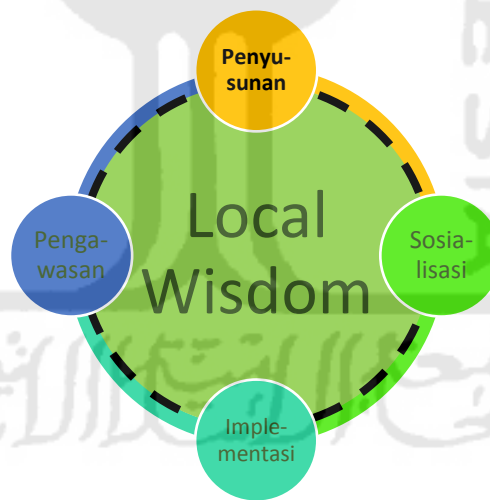 Penyu-
sunan
Local
Wisdom
Penga-
wasan
Sosia-
lisasi
Imple-
mentasi